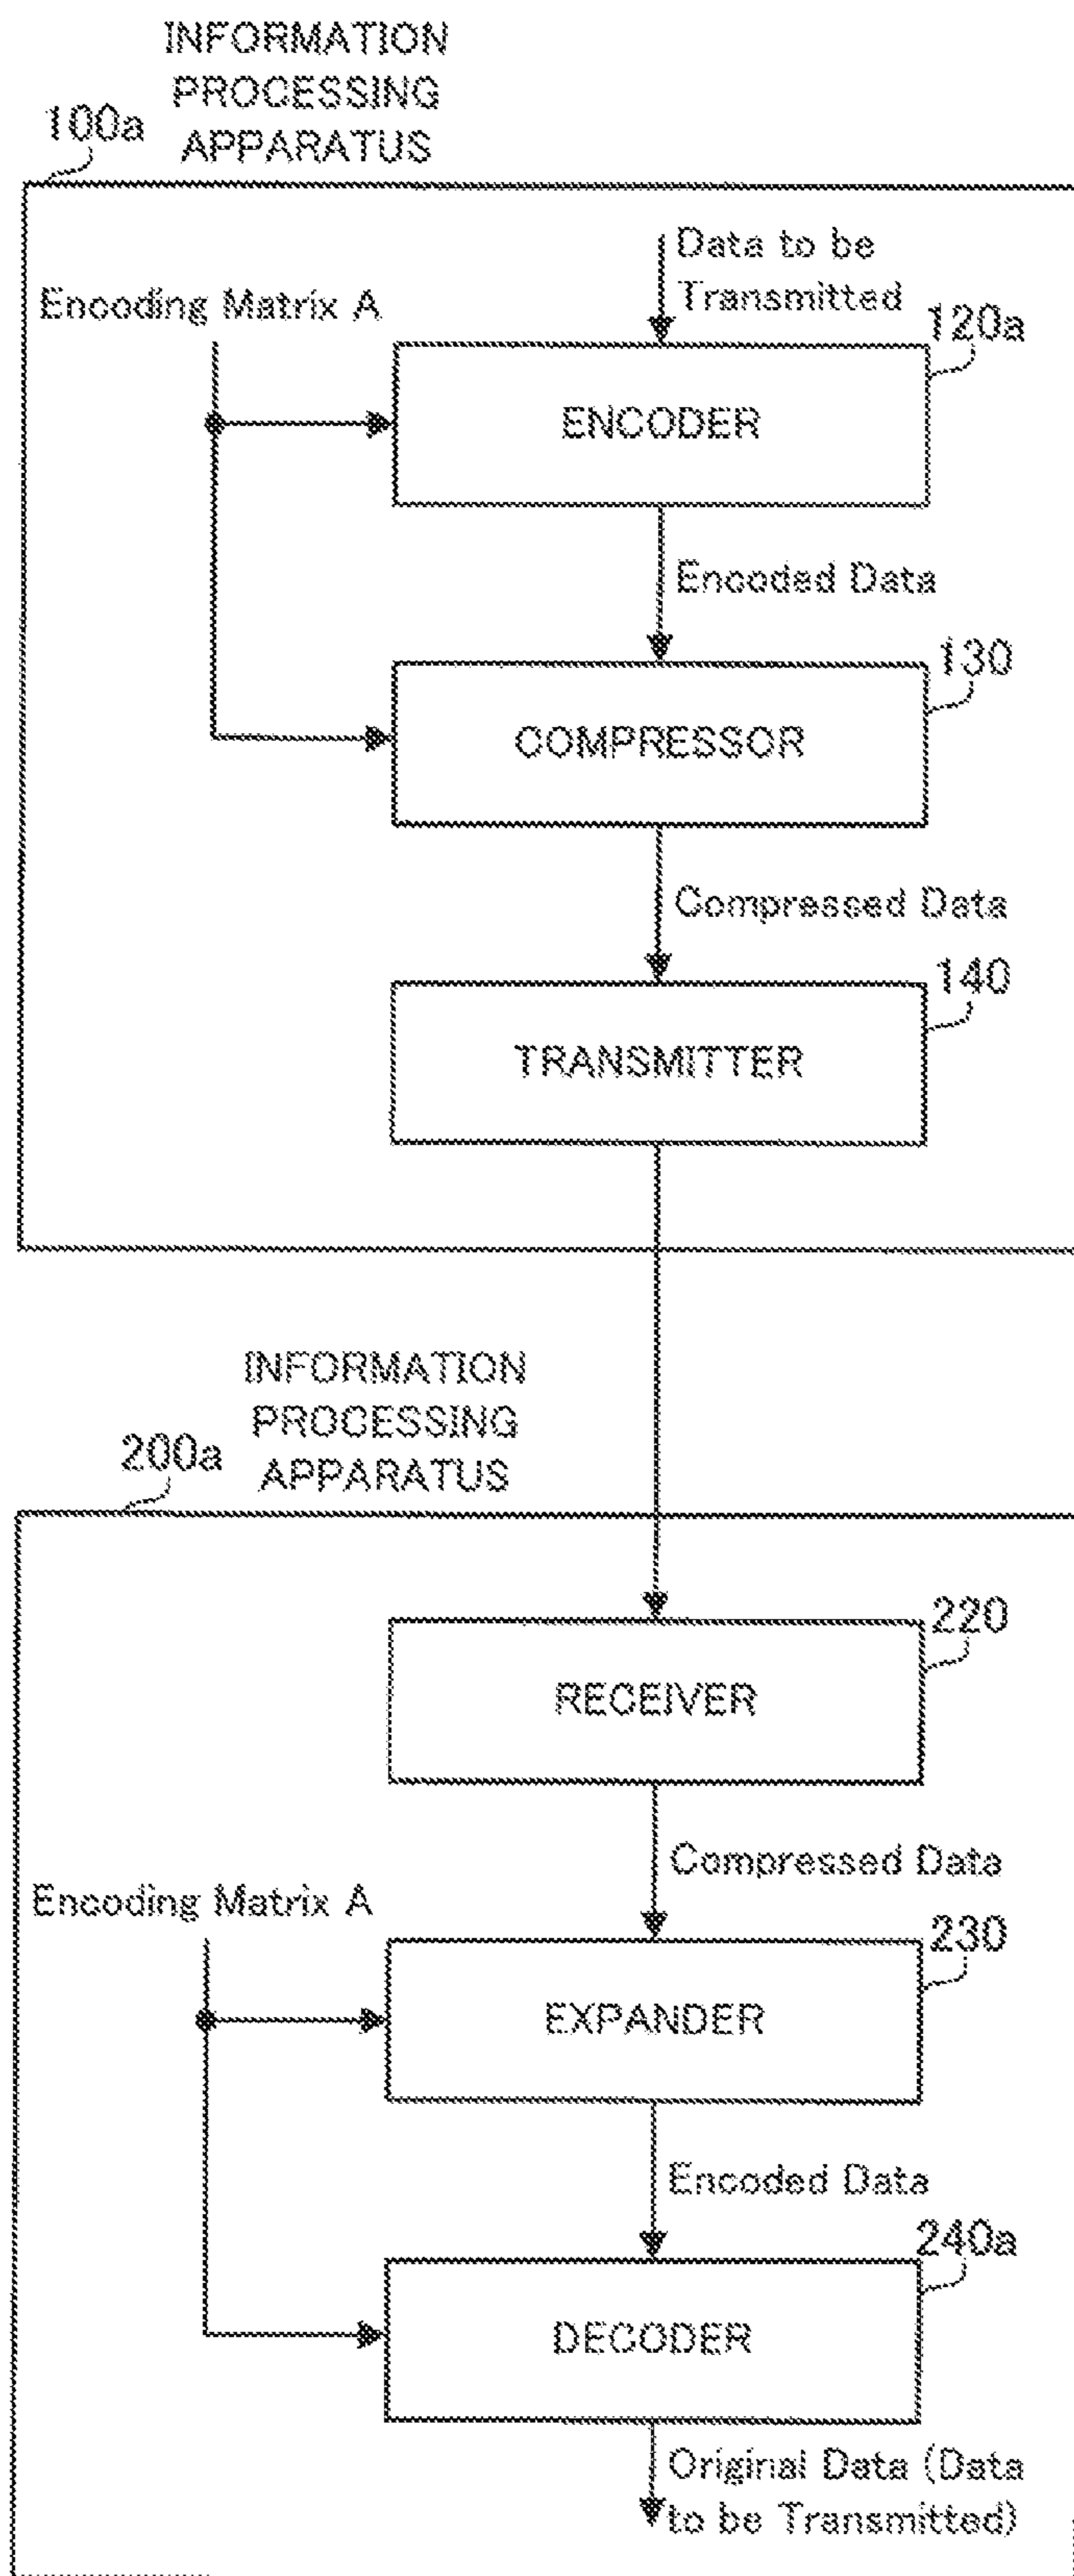 INFORMATION
PROCESSING
APPARATUS
100a
Data to be
Transmitted
Encoding Matrix A
120a
ENCODER
Encoded Data
130
COMPRESSOR
Compressed Data
140
TRANSMITTER
INFORMATION
PROCESSING
APPARATUS
200a
220
RECEIVER
Compressed Data
Encoding Matrix A
230
EXPANDER
Encoded Data
240a
DECODER
Original Data (Data
to be Transmitted)